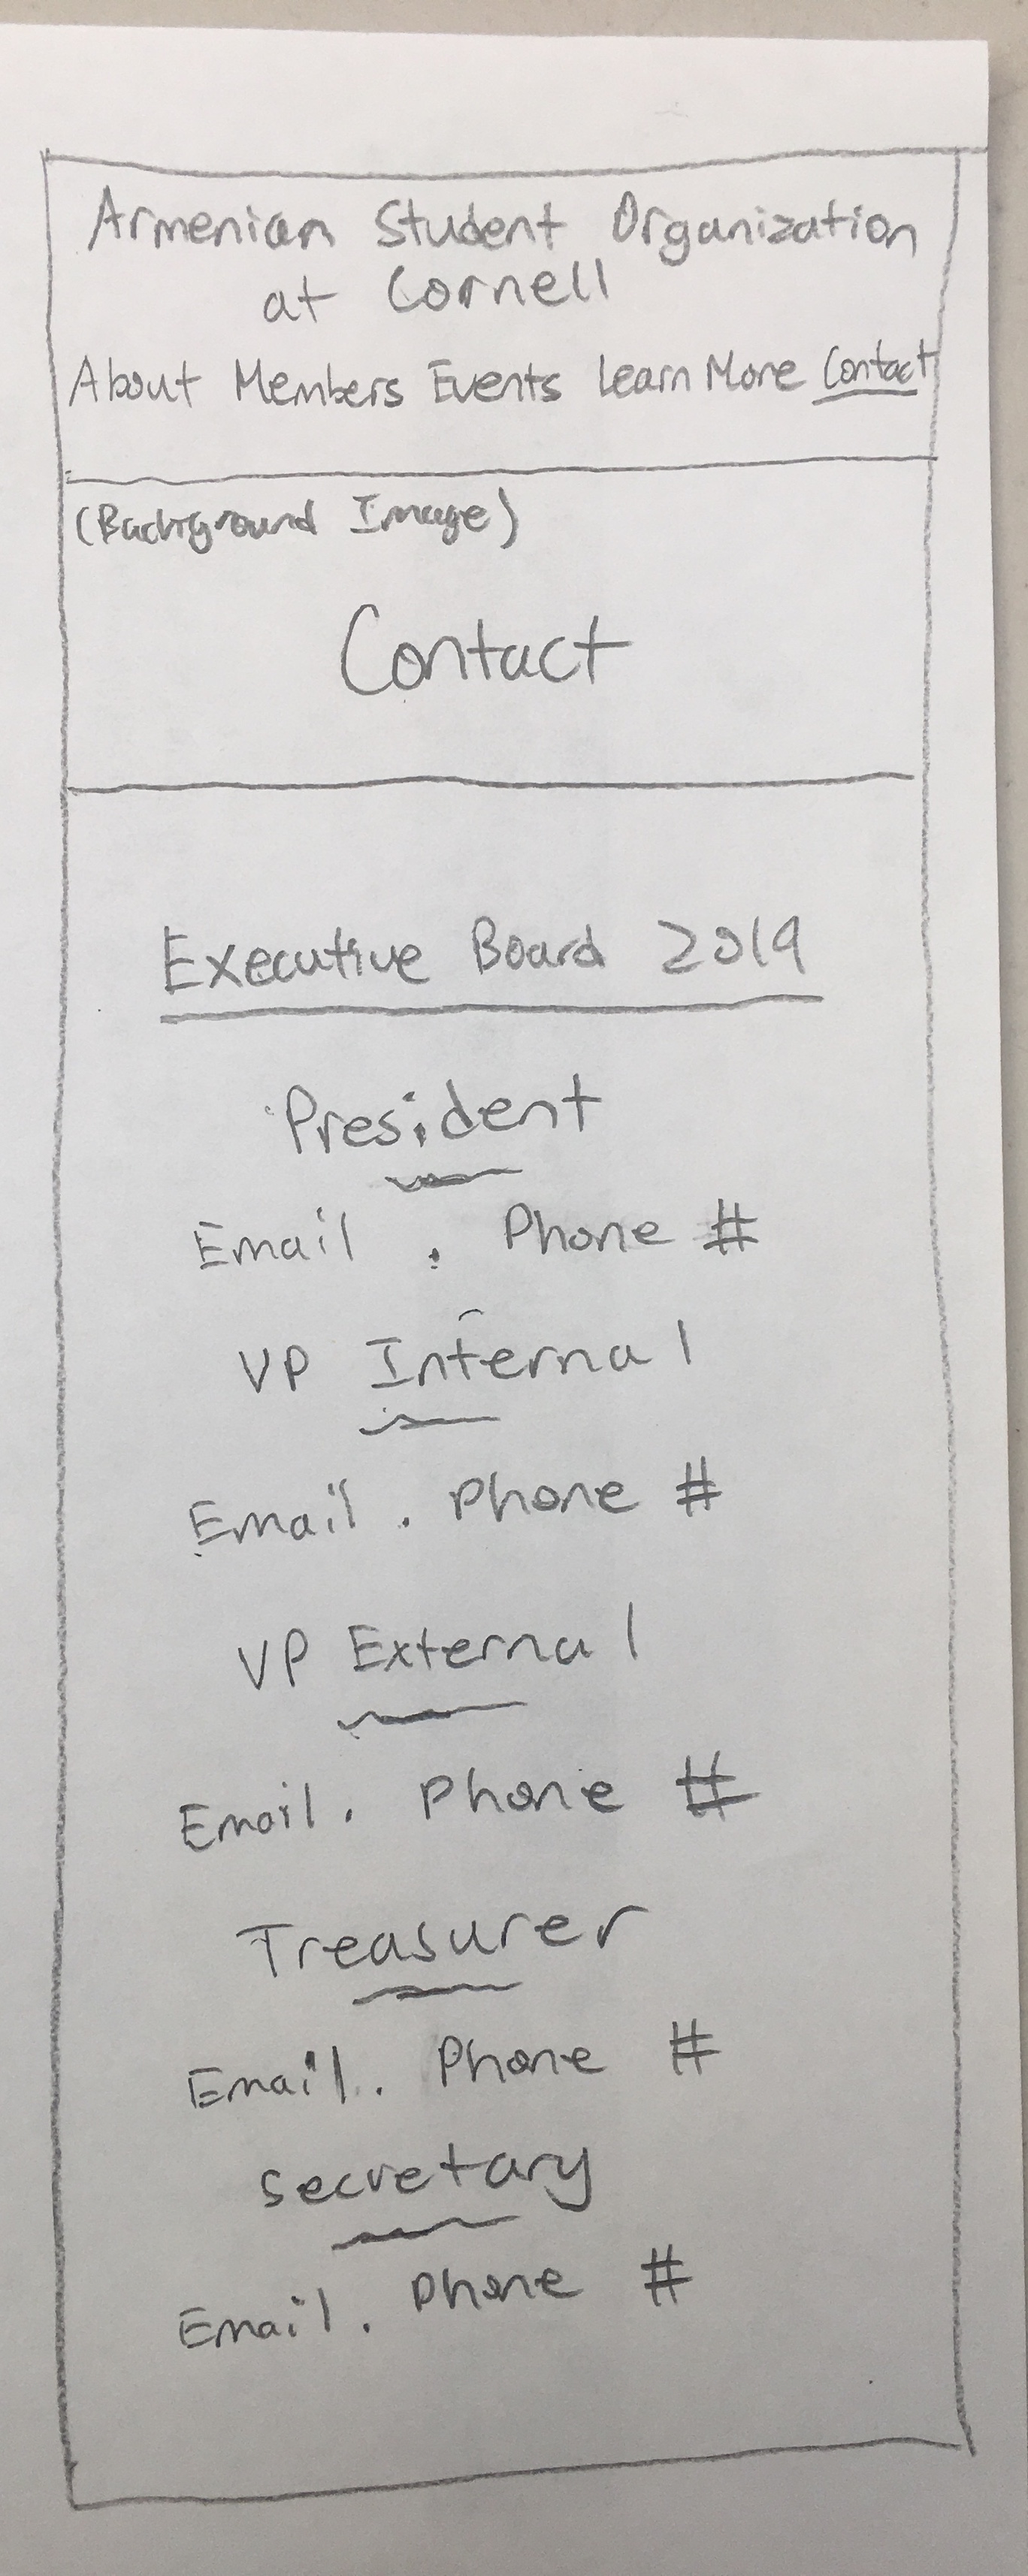 Armenian Student Organization
at Cornell
About Members Events Learn More Contact
(Background Image)
Contact
Executive Board 2019
President
Email . Phone #
VP Internal
Email . Phone #
VP External
Email . Phone #
Treasurer
Email . Phone #
Secretary
Email . Phone #